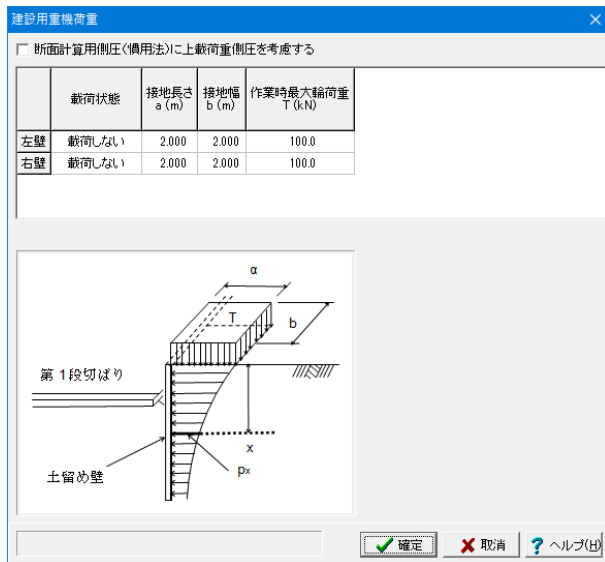 建設用重機荷重
断面計算用側圧(慣用法)に上載荷重側圧を考慮する
載荷状態 接地長さ a (m) 接地幅 b (m) 作業時最大輪荷重 T (kN)
左壁 載荷しない 2.000 2.000 100.0
右壁 載荷しない 2.000 2.000 100.0
α
T
b
第1段切ばり
x
px
土留め壁
確定 取消 ? ヘルプ(H)